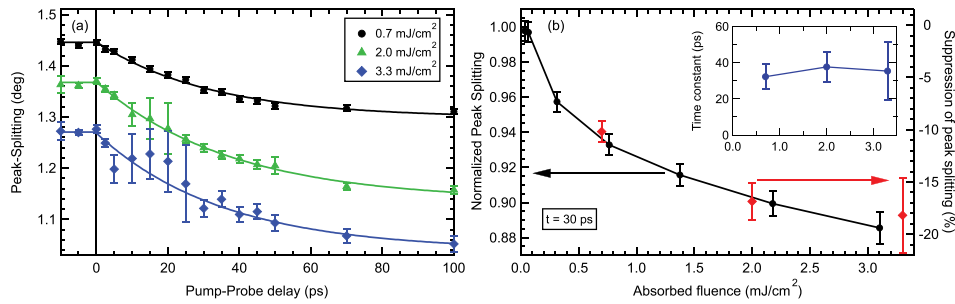 (a)
0.7 mJ/cm²
2.0 mJ/cm²
3.3 mJ/cm²
Peak-Splitting (deg)
1.5
1.4
1.3
1.2
1.1
0 20 40 60 80 100
Pump-Probe delay (ps)
(b)
Normalized Peak Splitting
1.00
0.98
0.96
0.94
0.92
0.90
0.88
t = 30 ps
0.0 0.5 1.0 1.5 2.0 2.5 3.0
Absorbed fluence (mJ/cm²)
Time constant (ps)
60
40
20
0
0.0 1.0 2.0 3.0
0
-5
-10
-15
-20
Suppression of peak splitting (%)